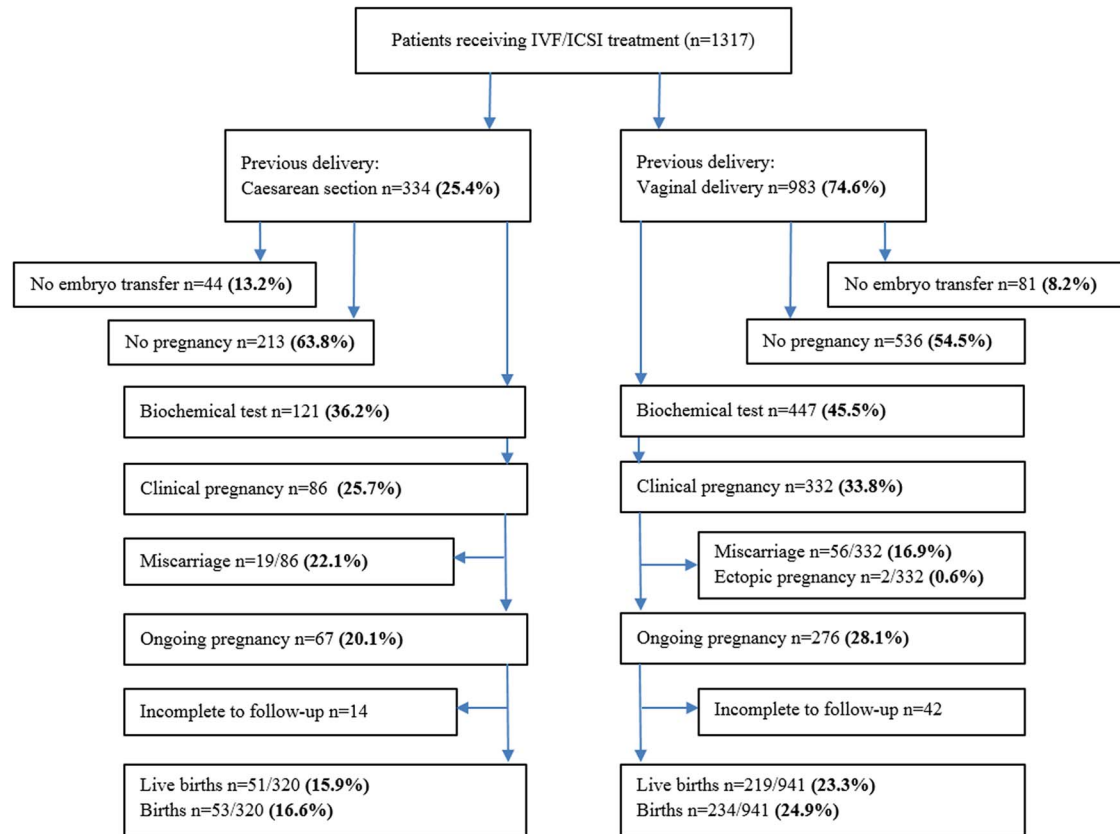 Patients receiving IVF/ICSI treatment (n=1317)
Previous delivery:
Caesarean section n=334 (25.4%)
Previous delivery:
Vaginal delivery n=983 (74.6%)
No embryo transfer n=44 (13.2%)
No embryo transfer n=81 (8.2%)
No pregnancy n=213 (63.8%)
No pregnancy n=536 (54.5%)
Biochemical test n=121 (36.2%)
Biochemical test n=447 (45.5%)
Clinical pregnancy n=86 (25.7%)
Clinical pregnancy n=332 (33.8%)
Miscarriage n=19/86 (22.1%)
Miscarriage n=56/332 (16.9%)
Ectopic pregnancy n=2/332 (0.6%)
Ongoing pregnancy n=67 (20.1%)
Ongoing pregnancy n=276 (28.1%)
Incomplete to follow-up n=14
Incomplete to follow-up n=42
Live births n=51/320 (15.9%)
Births n=53/320 (16.6%)
Live births n=219/941 (23.3%)
Births n=234/941 (24.9%)